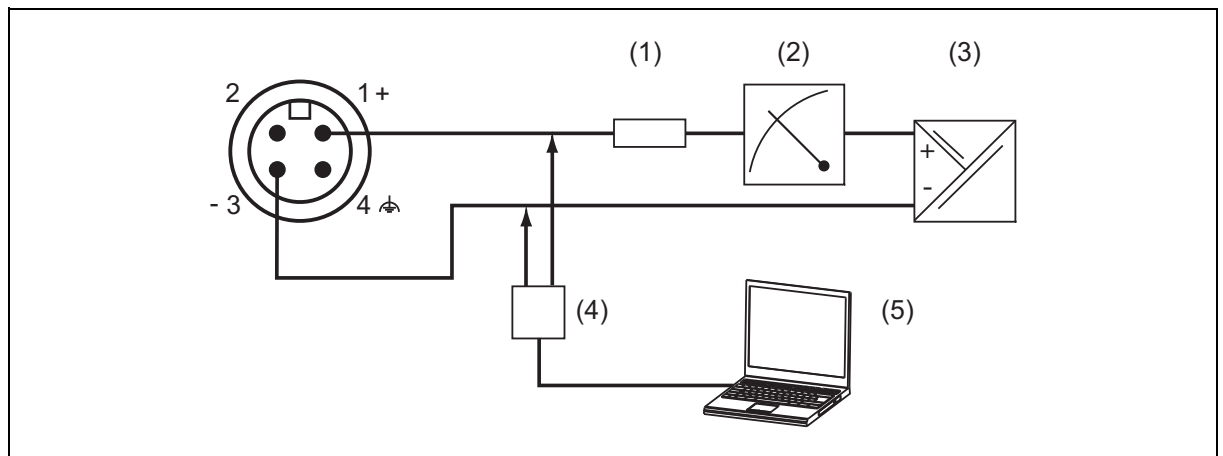 (1) (2) (3)
2 1 +
+
-
- 3 4
(4) (5)